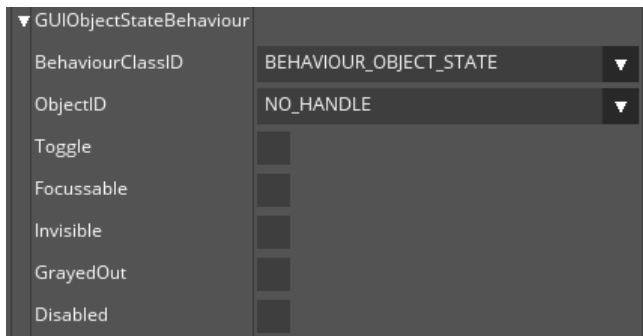 GUIObjectStateBehaviour
BehaviourClassID BEHAVIOUR_OBJECT_STATE
ObjectID NO_HANDLE
Toggle
Focussable
Invisible
GrayedOut
Disabled